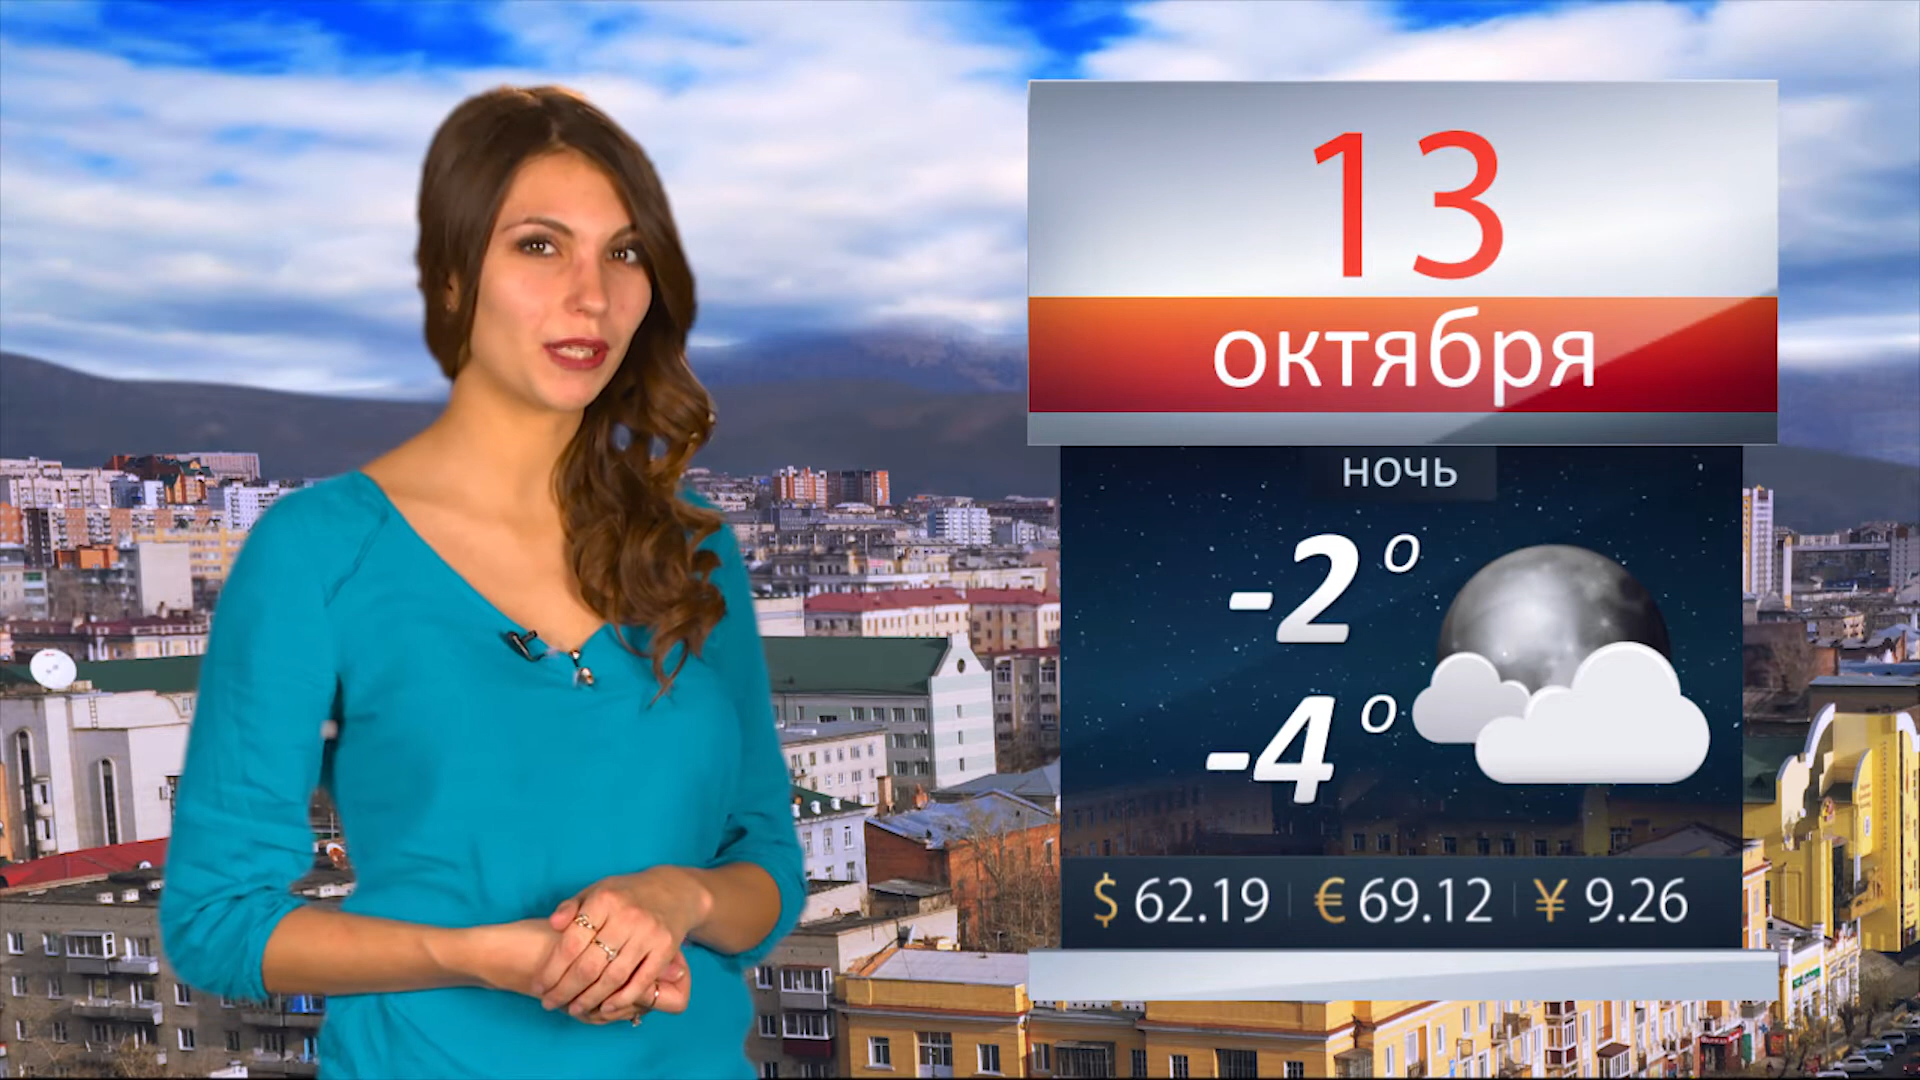 13
октября
ночь
-2°
-4°
$ 62.19 | € 69.12 | ¥ 9.26